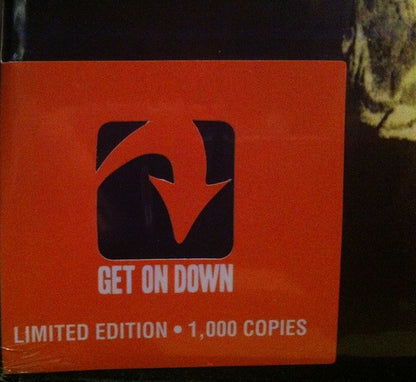 GET ON DOWN
LIMITED EDITION • 1,000 COPIES